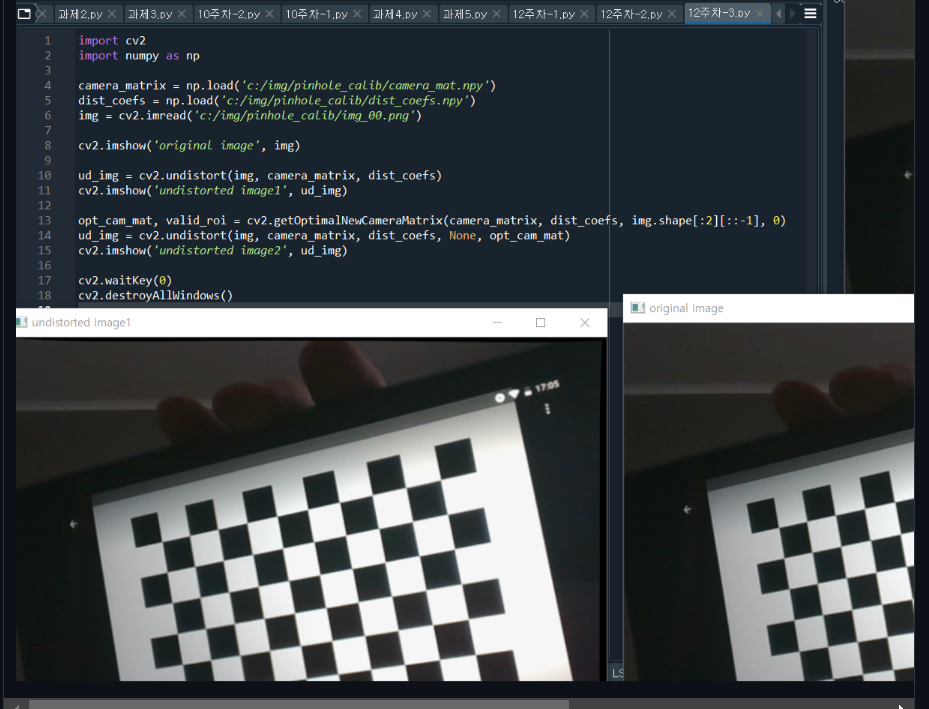 과제2.py 과제3.py 10주차-2.py 10주차-1.py 과제4.py 과제5.py 12주차-1.py 12주차-2.py 12주차-3.py
1 import cv2
2 import numpy as np
3
4 camera_matrix = np.load('c:/img/pinhole_calib/camera_mat.npy')
5 dist_coefs = np.load('c:/img/pinhole_calib/dist_coefs.npy')
6 img = cv2.imread('c:/img/pinhole_calib/img_00.png')
7
8 cv2.imshow('original image', img)
9
10 ud_img = cv2.undistort(img, camera_matrix, dist_coefs)
11 cv2.imshow('undistorted image1', ud_img)
12
13 opt_cam_mat, valid_roi = cv2.getOptimalNewCameraMatrix(camera_matrix, dist_coefs, img.shape[:2][::-1], 0)
14 ud_img = cv2.undistort(img, camera_matrix, dist_coefs, None, opt_cam_mat)
15 cv2.imshow('undistorted image2', ud_img)
16
17 cv2.waitKey(0)
18 cv2.destroyAllWindows()
undistorted image1
original image
17:05
LS